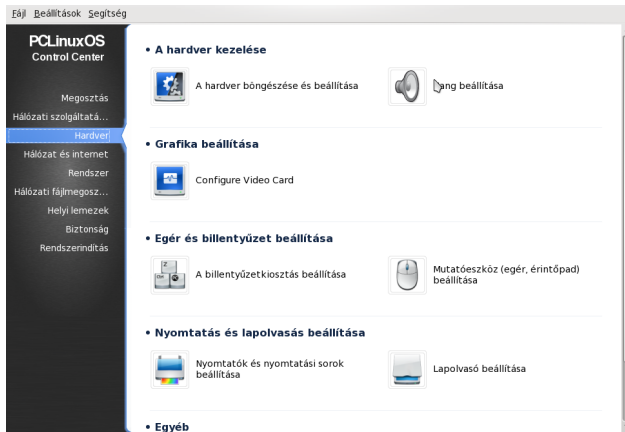 Fájl Beállítások Segítség
PCLinuxOS
Control Center
Megosztás
Hálózati szolgáltatá...
Hardver
Hálózat és internet
Rendszer
Hálózati fájlmegosz...
Helyi lemezek
Biztonság
Rendszerindítás
• A hardver kezelése
A hardver böngészése és beállítása
ang beállítása
• Grafika beállítása
Configure Video Card
• Egér és billentyűzet beállítása
A billentyűzetkiosztás beállítása
Mutatóeszköz (egér, érintőpad)
beállítása
• Nyomtatás és lapolvasás beállítása
Nyomtatók és nyomtatási sorok
beállítása
Lapolvasó beállítása
• Egyéb